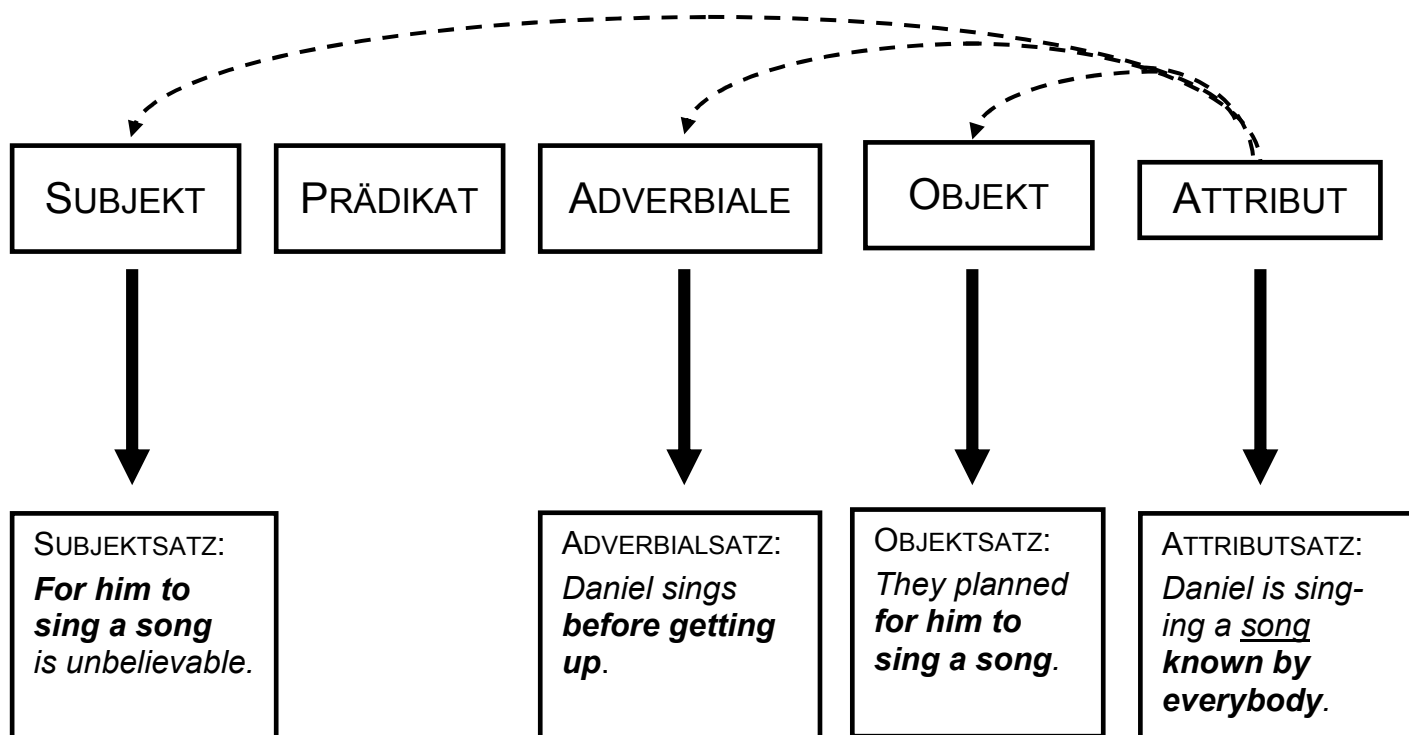 SUBJEKT
PRÄDIKAT
ADVERBIALE
OBJEKT
ATTRIBUT
SUBJEKTSATZ:
For him to
sing a song
is unbelievable.
ADVERBIALSATZ:
Daniel sings
before getting
up.
OBJEKTSATZ:
They planned
for him to
sing a song.
ATTRIBUTSATZ:
Daniel is sing-
ing a song
known by
everybody.